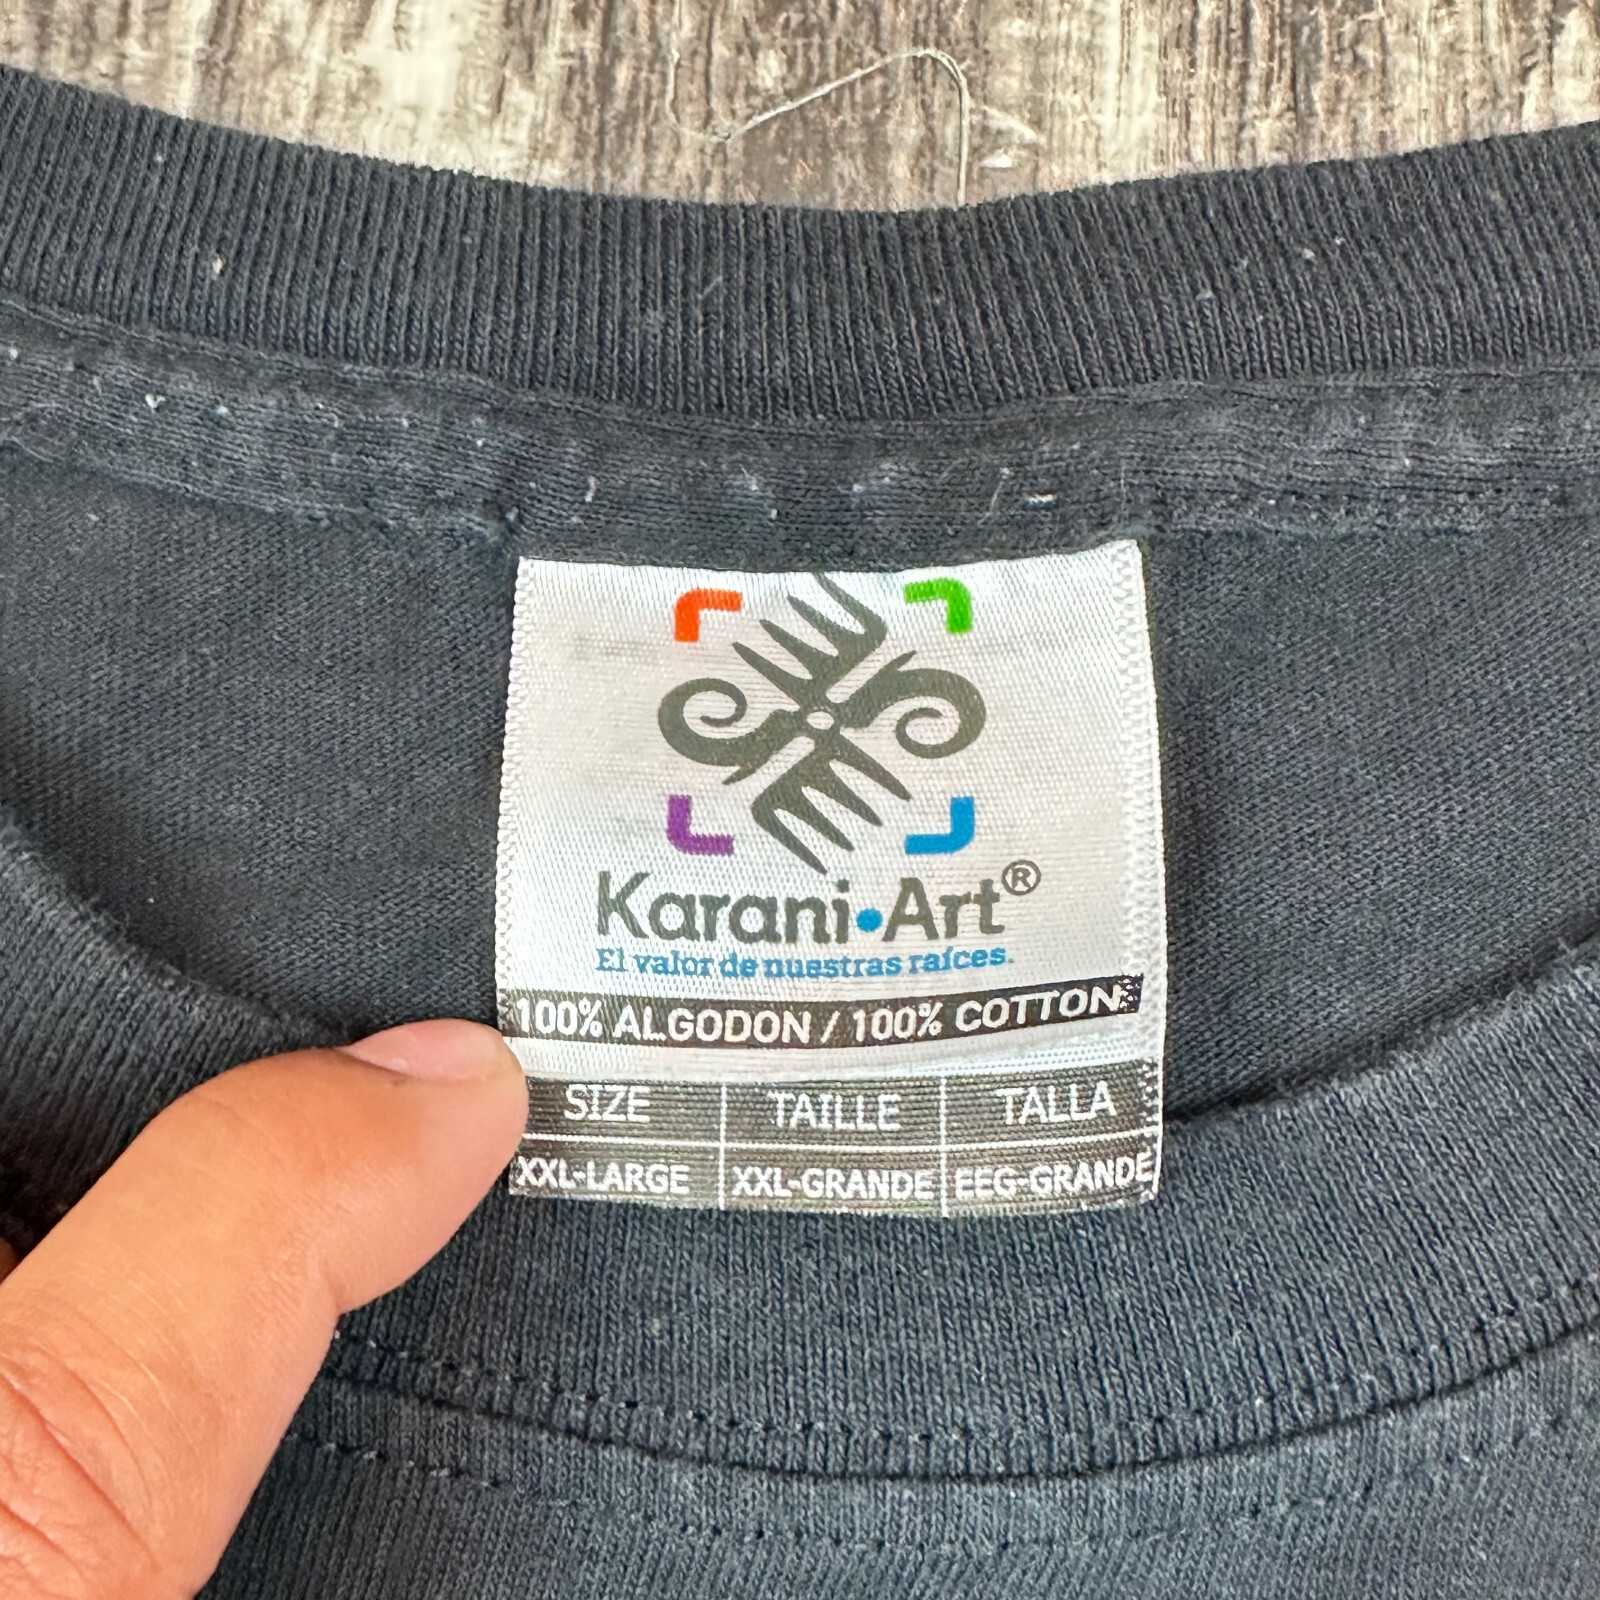 Karani•Art®
El valor de nuestras raíces.
100% ALGODON / 100% COTTON
SIZE TAILLE TALLA
XXL-LARGE XXL-GRANDE EEG-GRANDE